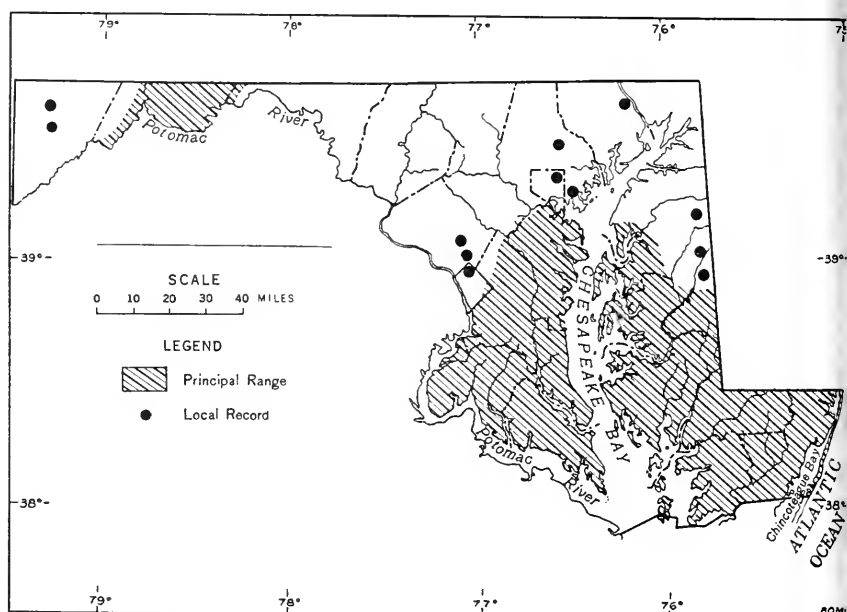 79° 78° 77° 76° 75
Potomac River
39°- -39°
CHESAPEAKE BAY
SCALE
0 10 20 30 40 MILES
LEGEND
Principal Range
Local Record
Potomac River
38°- 38°
Chincoteague Bay
ATLANTIC OCEAN
79° 78° 77° 76°